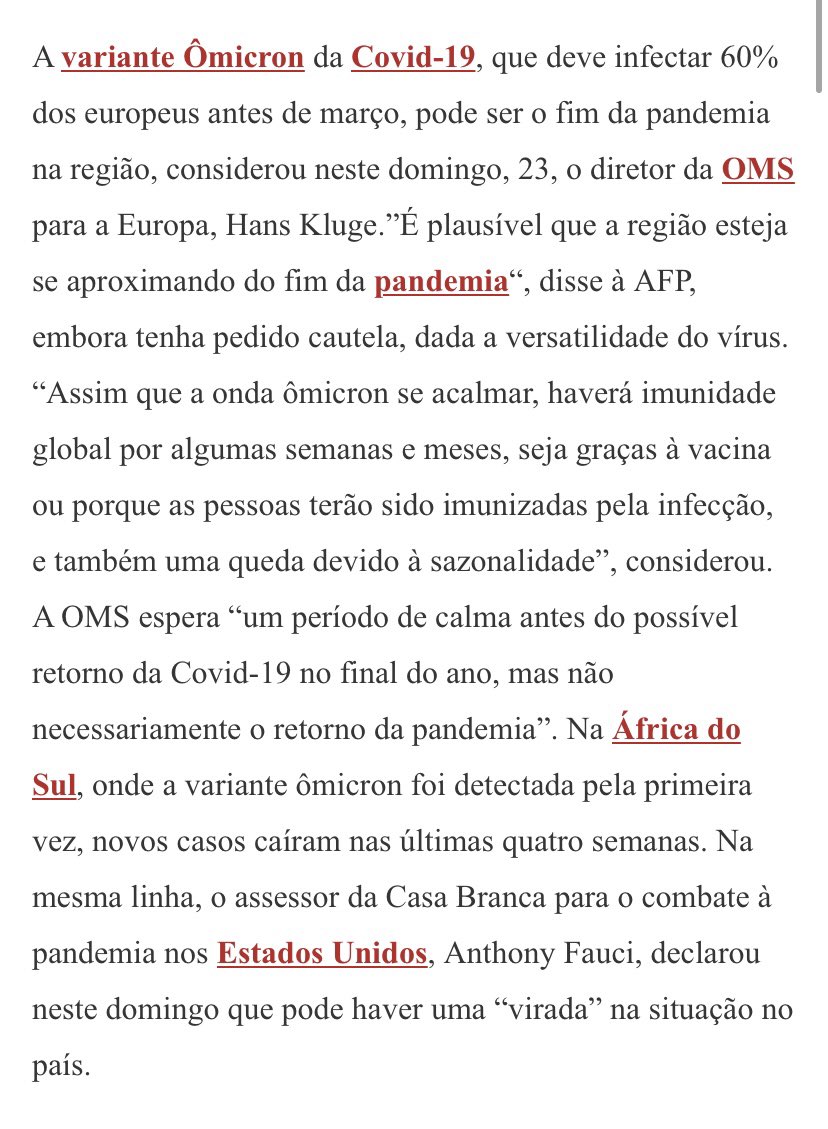 A variante Ômicron da Covid-19, que deve infectar 60%
dos europeus antes de março, pode ser o fim da pandemia
na região, considerou neste domingo, 23, o diretor da OMS
para a Europa, Hans Kluge.”É plausível que a região esteja
se aproximando do fim da pandemia“, disse à AFP,
embora tenha pedido cautela, dada a versatilidade do vírus.
“Assim que a onda ômicron se acalmar, haverá imunidade
global por algumas semanas e meses, seja graças à vacina
ou porque as pessoas terão sido imunizadas pela infecção,
e também uma queda devido à sazonalidade”, considerou.
A OMS espera “um período de calma antes do possível
retorno da Covid-19 no final do ano, mas não
necessariamente o retorno da pandemia”. Na África do
Sul, onde a variante ômicron foi detectada pela primeira
vez, novos casos caíram nas últimas quatro semanas. Na
mesma linha, o assessor da Casa Branca para o combate à
pandemia nos Estados Unidos, Anthony Fauci, declarou
neste domingo que pode haver uma “virada” na situação no
país.